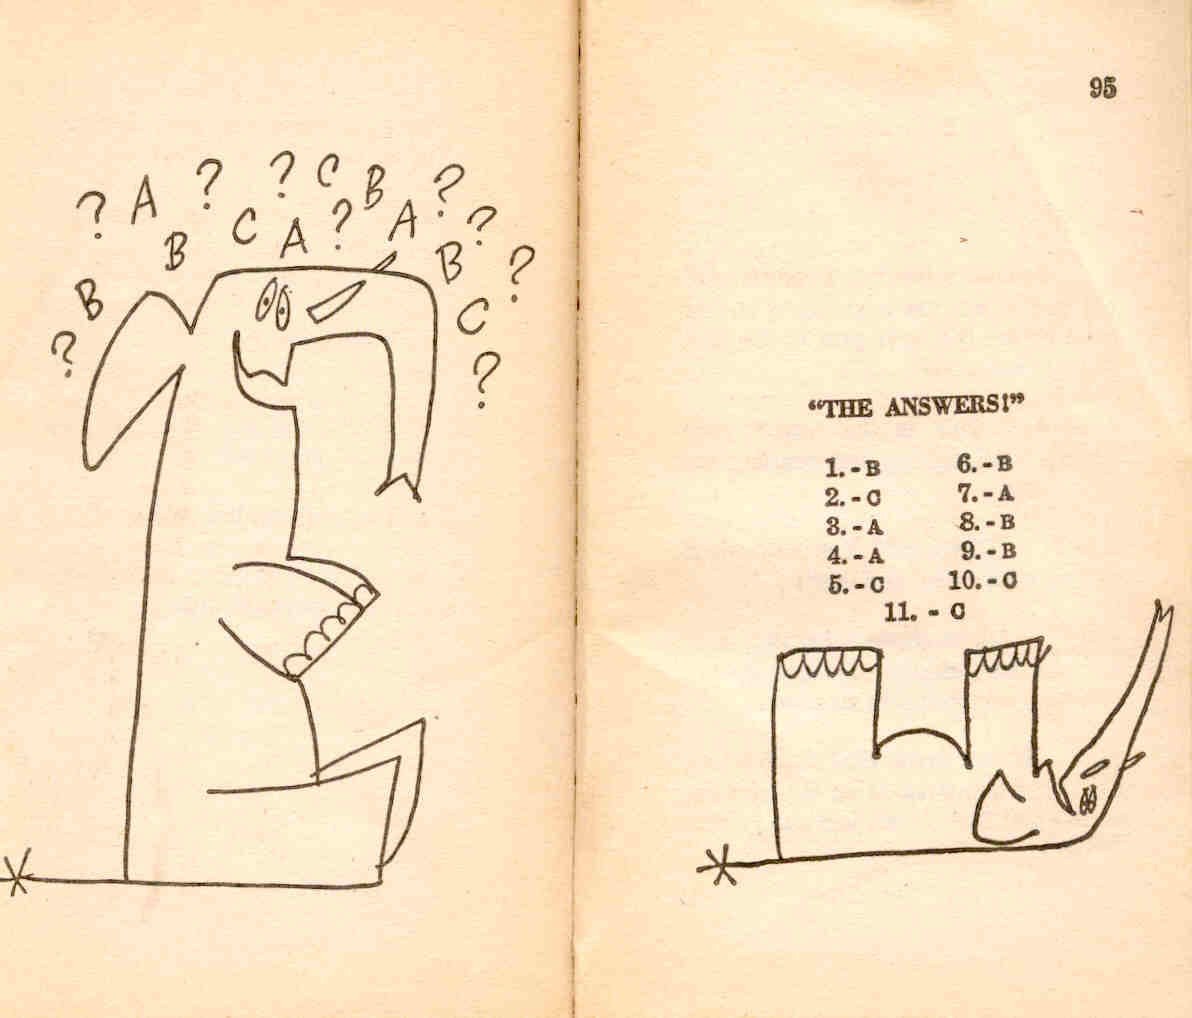 ? A ? ? C B ?
B C A ? A ?
B B ?
? C
?
95
“THE ANSWERS!”
1.-B 6.-B
2.-C 7.-A
3.-A 8.-B
4.-A 9.-B
5.-C 10.-C
11. - C